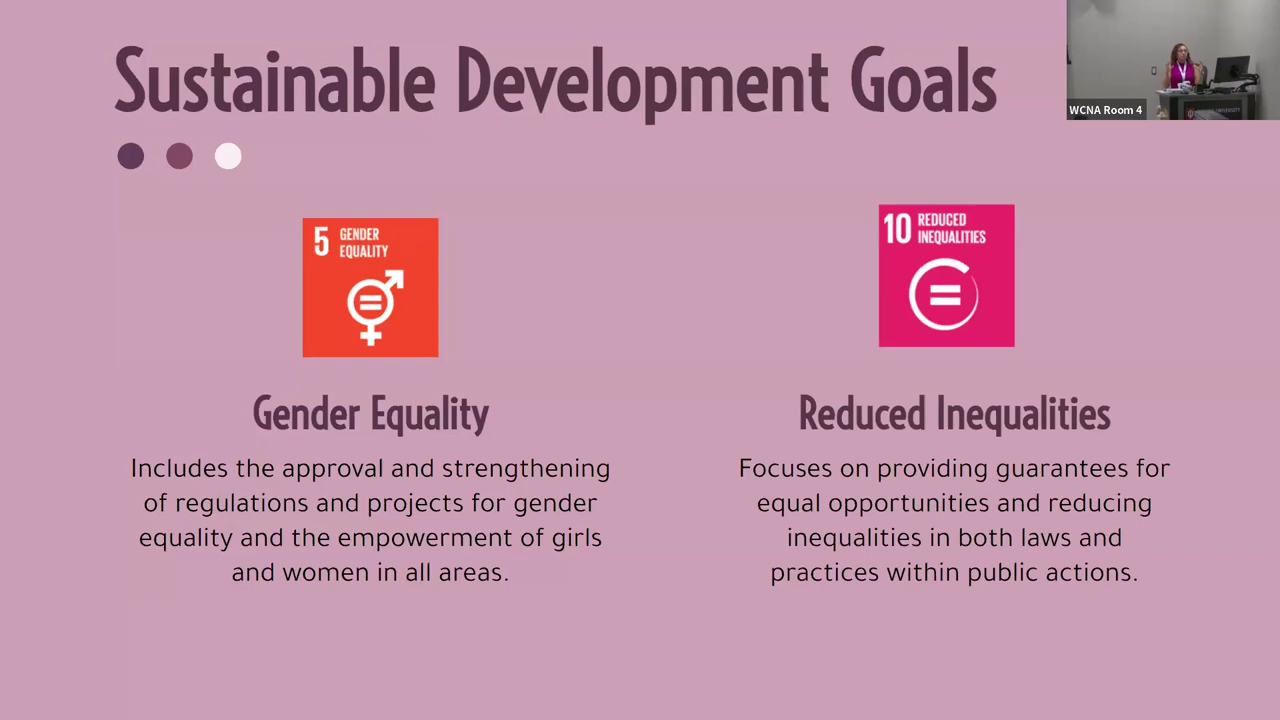 Sustainable Development Goals
WCNA Room 4
5 GENDER
EQUALITY
10 REDUCED
INEQUALITIES
Gender Equality
Includes the approval and strengthening
of regulations and projects for gender
equality and the empowerment of girls
and women in all areas.
Reduced Inequalities
Focuses on providing guarantees for
equal opportunities and reducing
inequalities in both laws and
practices within public actions.